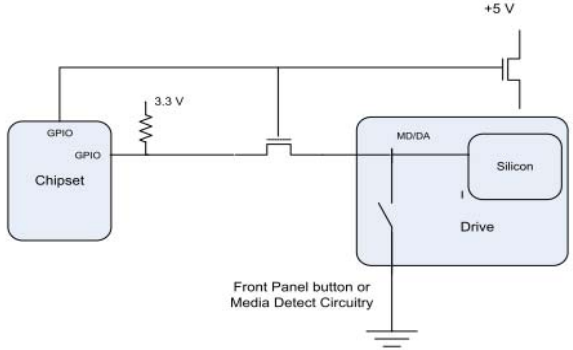 +5 V
3.3 V
GPIO
GPIO
Chipset
MD/DA
Silicon
Drive
Front Panel button or
Media Detect Circuitry